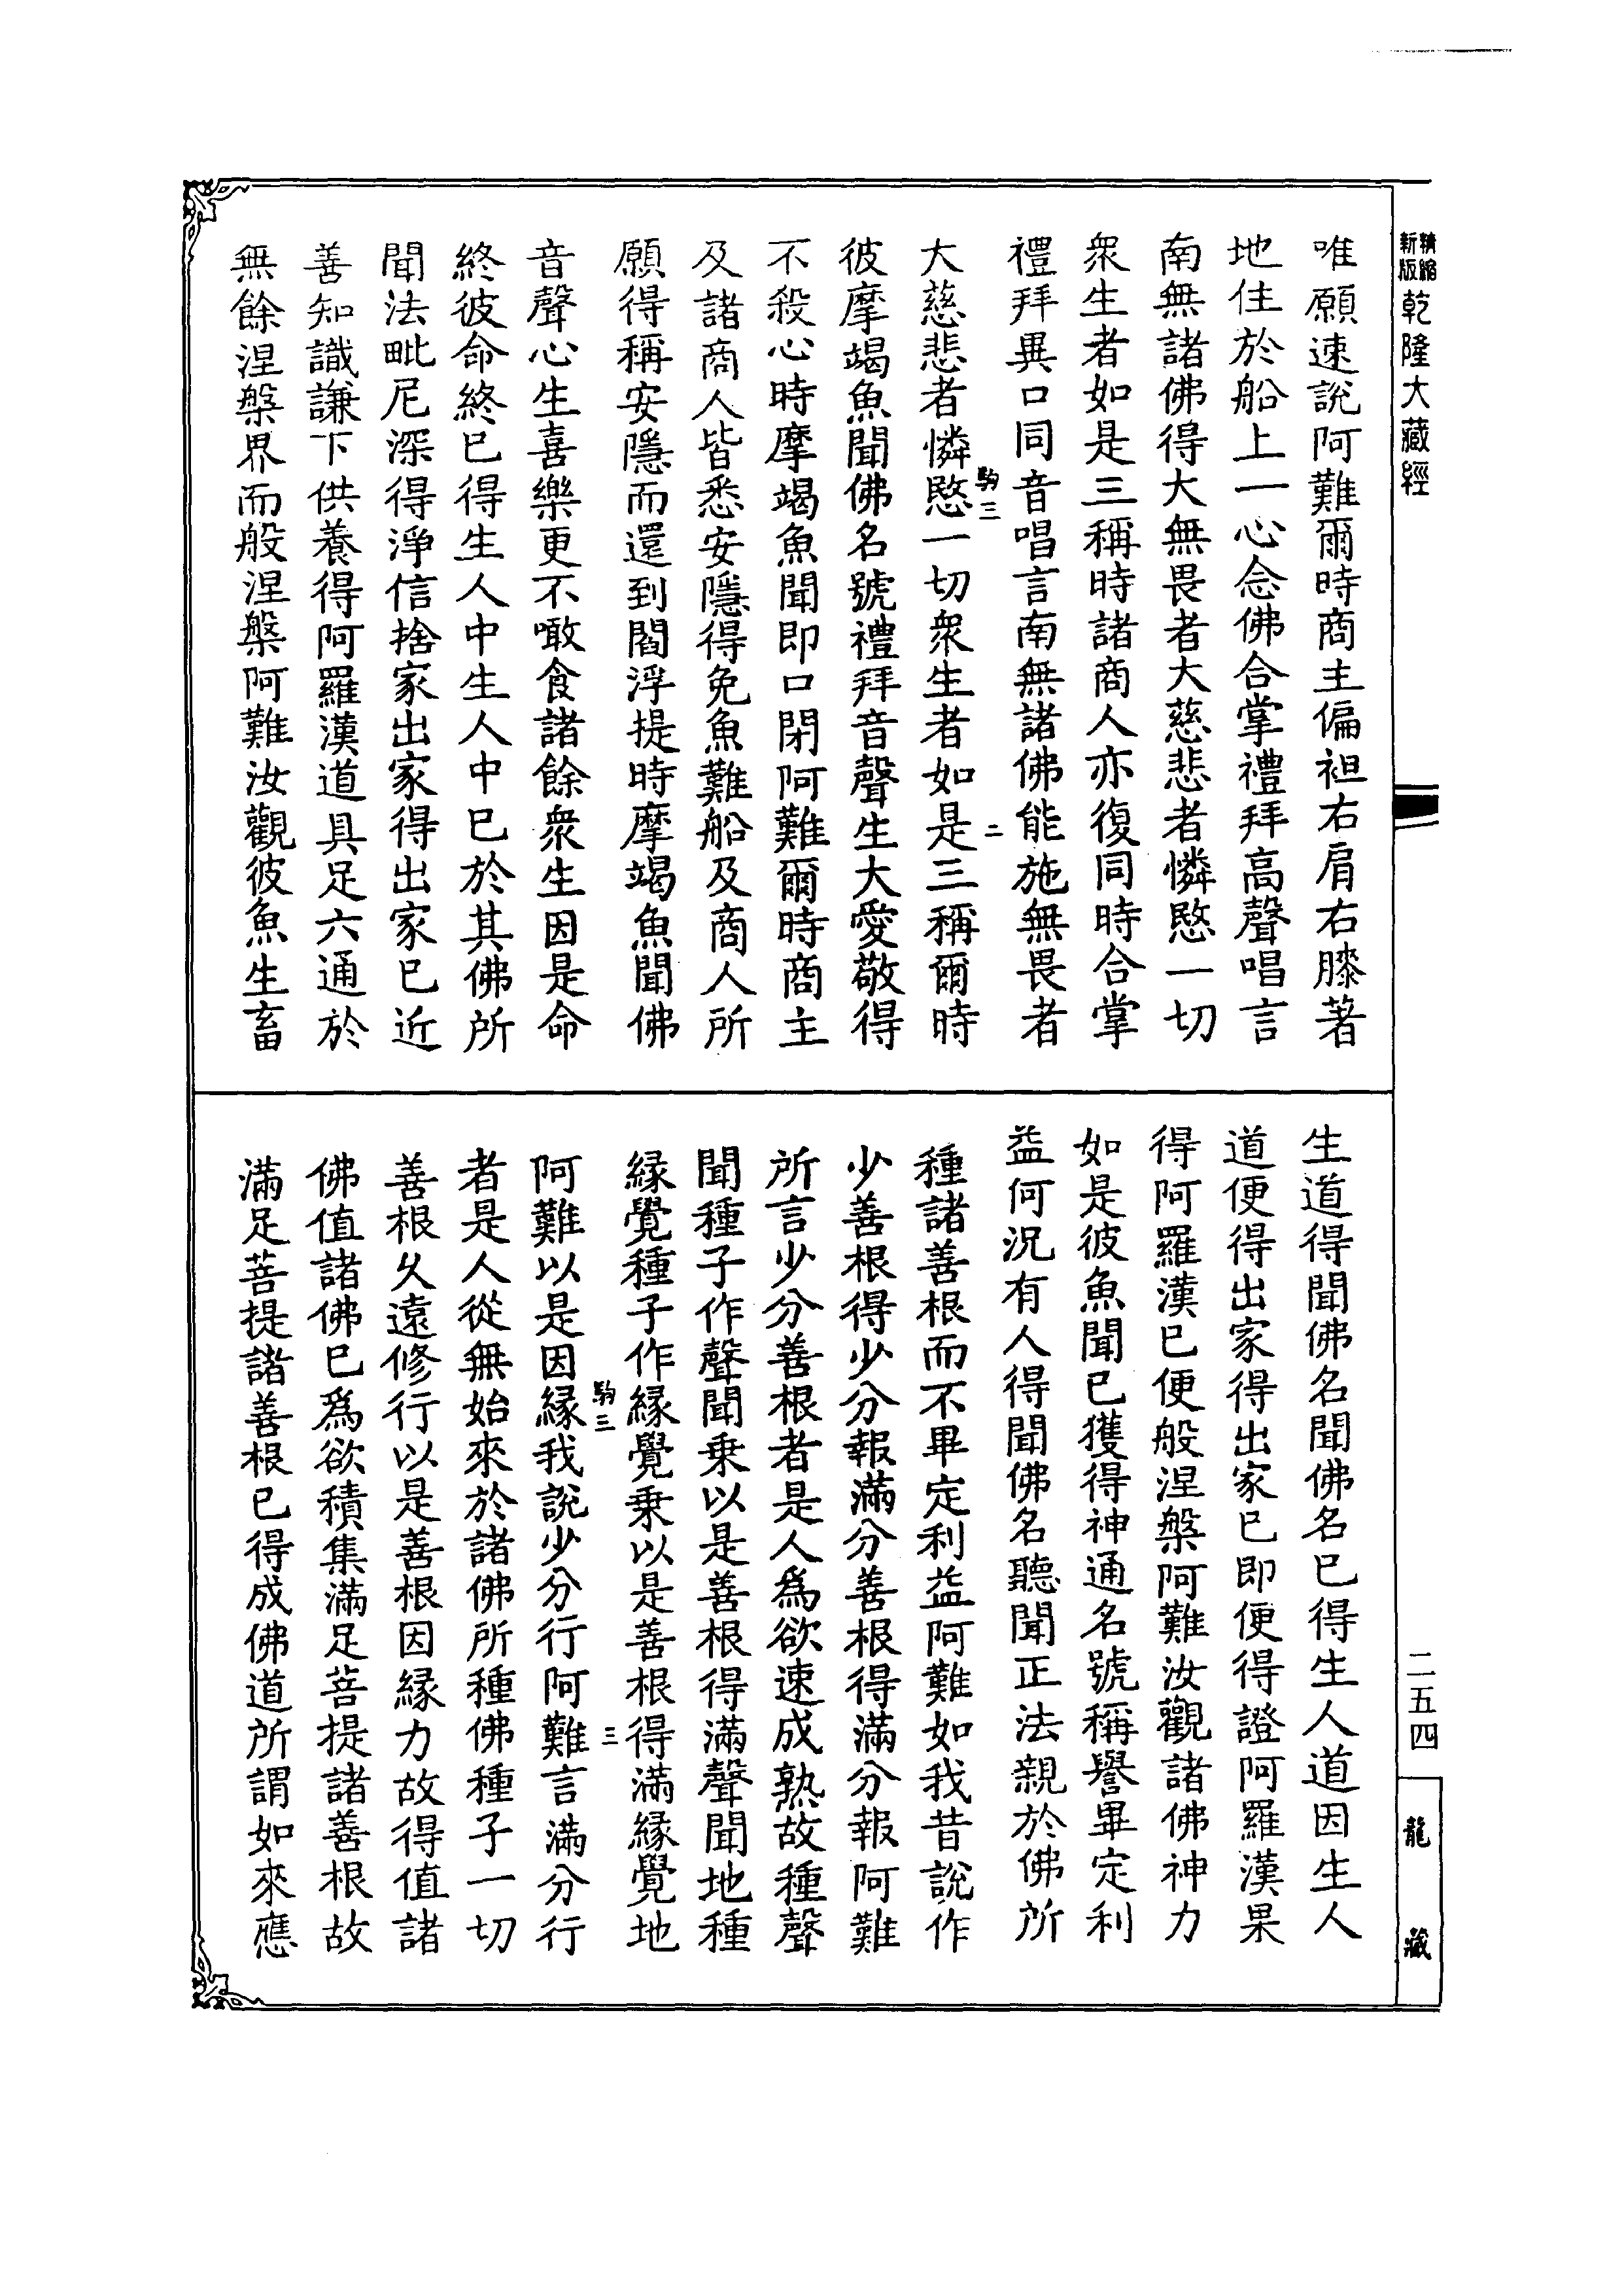 精縮新版乾隆大藏經
唯願速說阿難爾時商主偏袒右肩右膝著
地住於船上一心念佛合掌禮拜高聲唱言
南無諸佛得大無畏者大慈悲者憐愍一切
衆生者如是三稱時諸商人亦復同時合掌
禮拜異口同音唱言南無諸佛能施無畏者
駒三
二
大慈悲者憐愍一切衆生者如是三稱爾時
彼摩竭魚聞佛名號禮拜音聲生大愛敬得
不殺心時摩竭魚聞即口閉阿難爾時商主
及諸商人皆悉安隱得免魚難船及商人所
願得稱安隱而還到閻浮提時摩竭魚聞佛
音聲心生喜樂更不噉食諸餘衆生因是命
終彼命終已得生人中生人中已於其佛所
聞法毗尼深得淨信捨家出家得出家已近
善知識謙下供養得阿羅漢道具足六通於
無餘涅槃界而般涅槃阿難汝觀彼魚生畜
生道得聞佛名聞佛名已得生人道因生人
道便得出家得出家已即便得證阿羅漢果
得阿羅漢已便般涅槃阿難汝觀諸佛神力
如是彼魚聞已獲得神通名號稱譽畢定利
益何況有人得聞佛名聽聞正法親於佛所
種諸善根而不畢定利益阿難如我昔說作
少善根得少分報滿分善根得滿分報阿難
所言少分善根者是人爲欲速成熟故種聲
聞種子作聲聞乘以是善根得滿聲聞地種
緣覺種子作緣覺乘以是善根得滿緣覺地
駒三
三
阿難以是因緣我說少分行阿難言滿分行
者是人從無始來於諸佛所種佛種子一切
善根久遠修行以是善根因緣力故得值諸
佛值諸佛已爲欲積集滿足菩提諸善根故
滿足菩提諸善根已得成佛道所謂如來應
二五四
龍藏